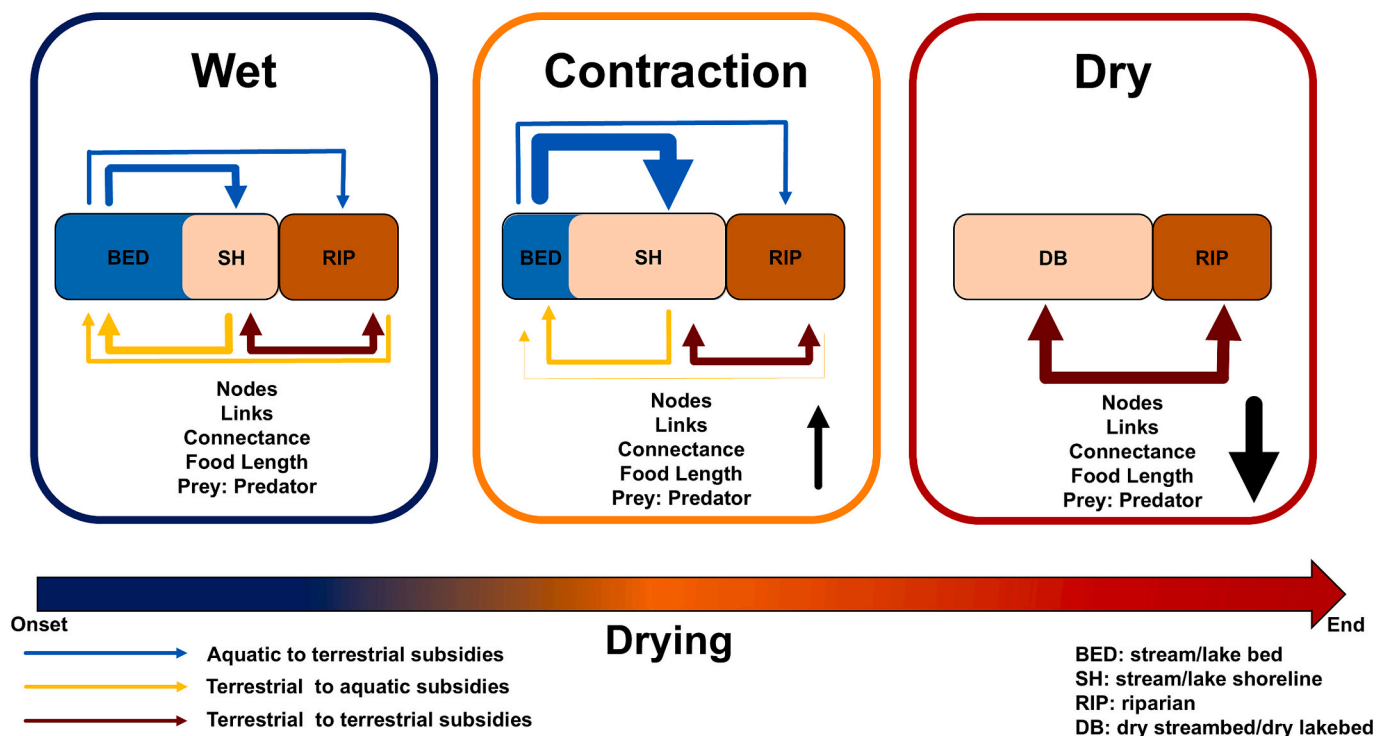 Wet
Contraction
Dry
BED
SH
RIP
BED
SH
RIP
DB
RIP
Nodes
Links
Connectance
Food Length
Prey: Predator
Nodes
Links
Connectance
Food Length
Prey: Predator
Nodes
Links
Connectance
Food Length
Prey: Predator
Onset
Drying
End
Aquatic to terrestrial subsidies
Terrestrial to aquatic subsidies
Terrestrial to terrestrial subsidies
BED: stream/lake bed
SH: stream/lake shoreline
RIP: riparian
DB: dry streambed/dry lakebed